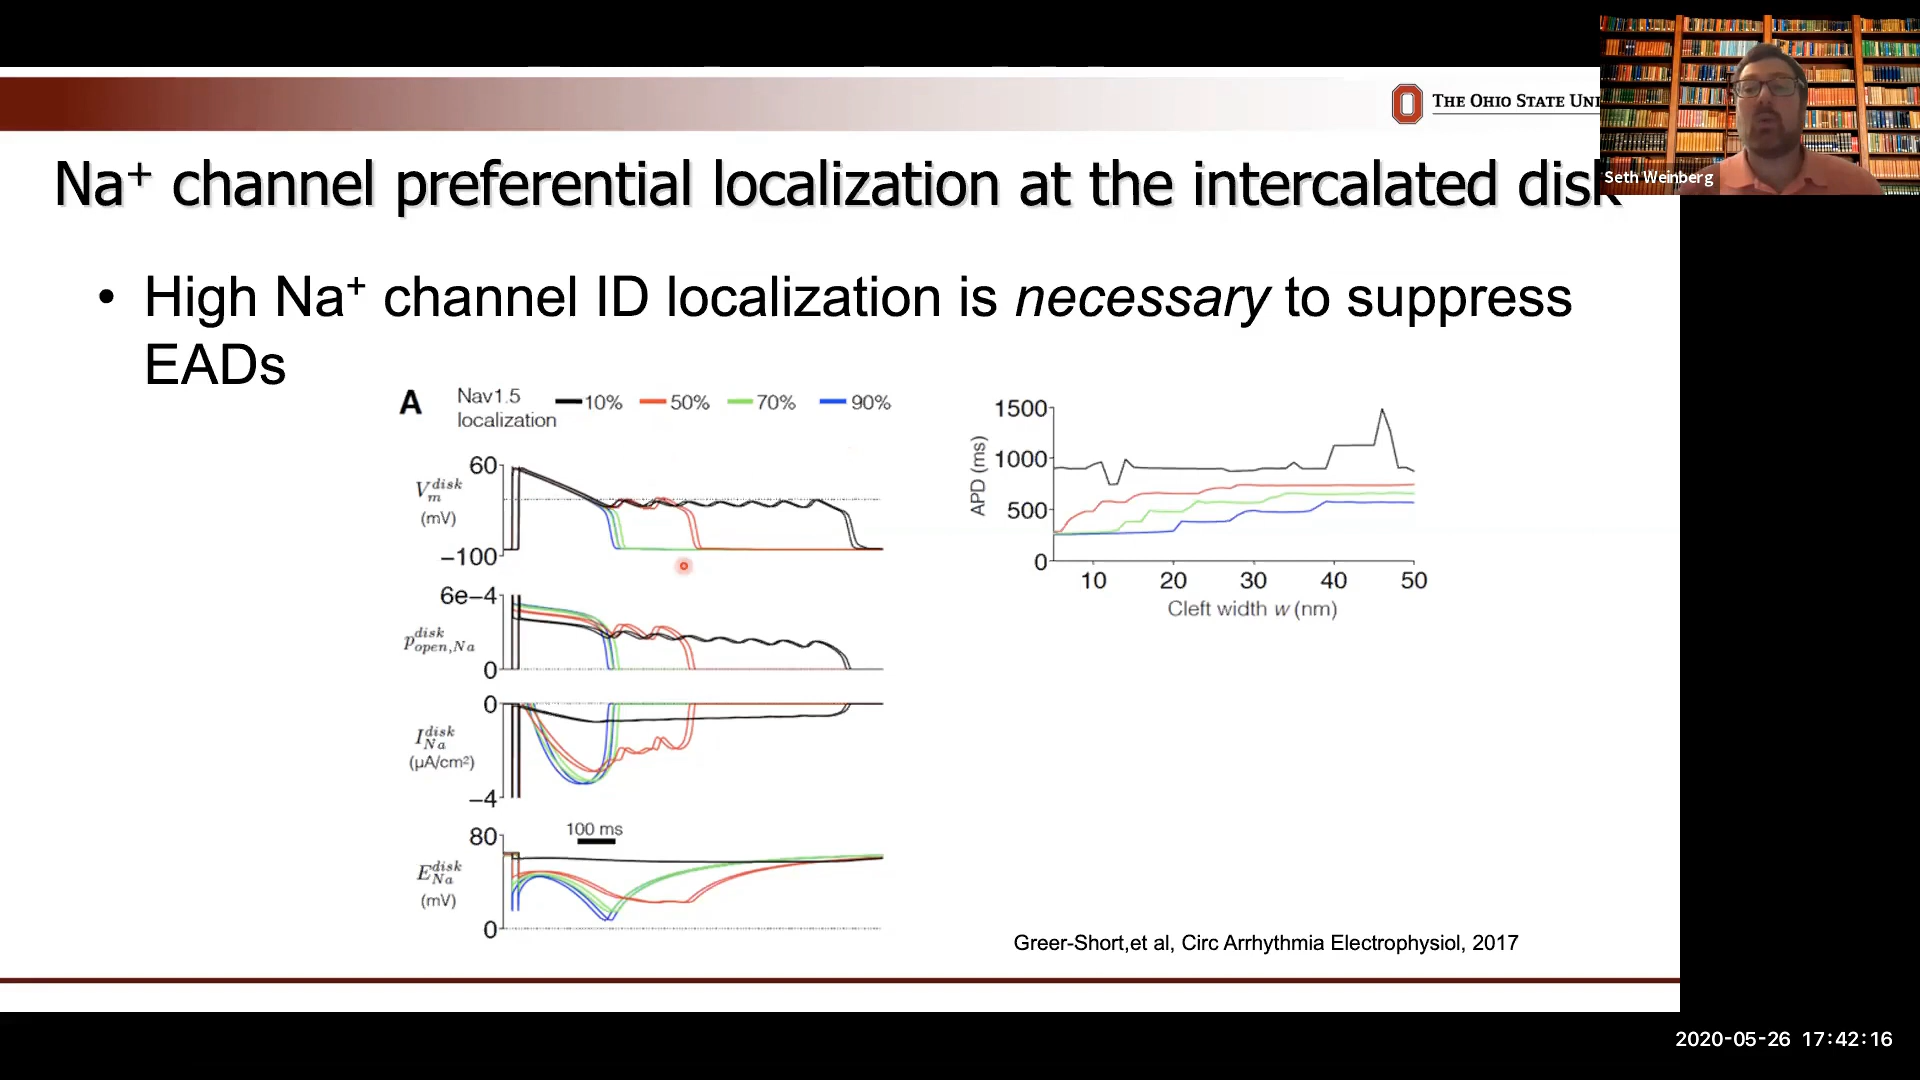 THE OHIO STATE UNI
Seth Weinberg
Na+ channel preferential localization at the intercalated disk
• High Na+ channel ID localization is necessary to suppress
EADs
A
Nav1.5
localization
10% 50% 70% 90%
60
V_m^disk
(mV)
−100
6e−4
p_open,Na^disk
0
0
I_Na^disk
(µA/cm²)
−4
100 ms
80
E_Na^disk
(mV)
0
1500
1000
APD (ms)
500
0
10 20 30 40 50
Cleft width w (nm)
Greer-Short,et al, Circ Arrhythmia Electrophysiol, 2017
2020-05-26 17:42:16